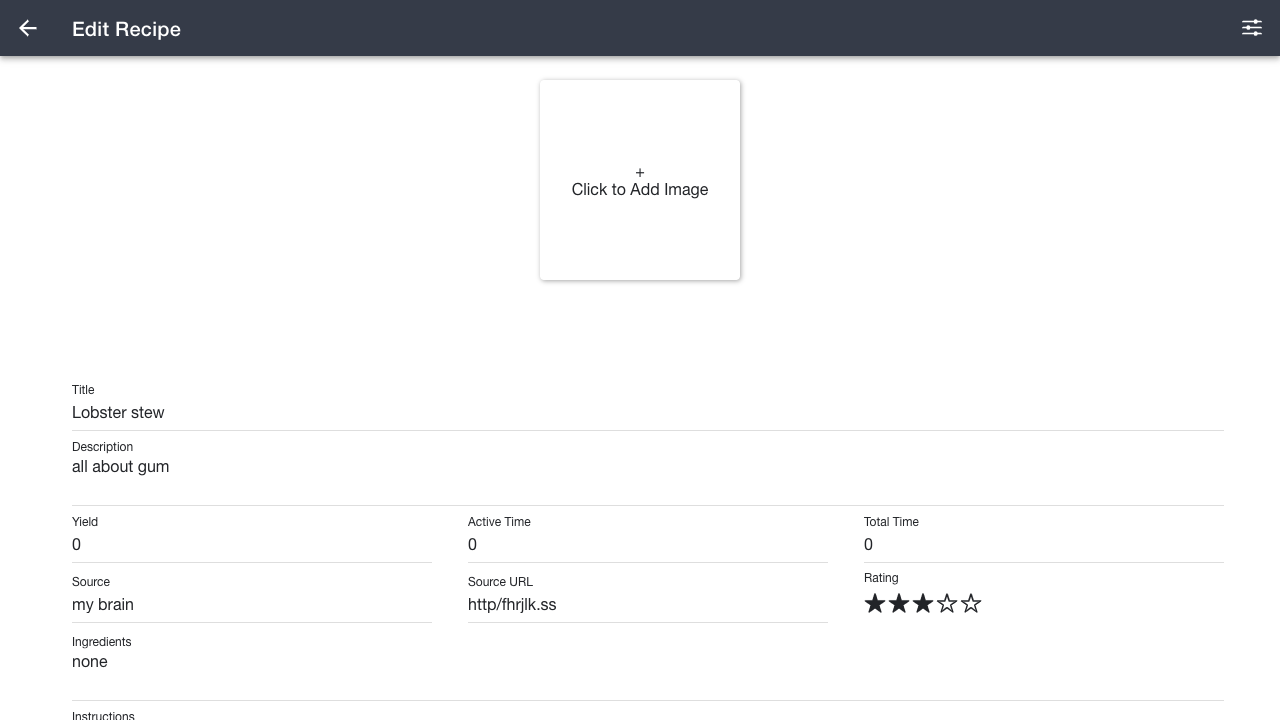 Edit Recipe
+
Click to Add Image
Title
Lobster stew
Description
all about gum
Yield
Active Time
Total Time
0
0
0
Source
Source URL
Rating
my brain
http/fhrjlk.ss
Ingredients
none
Instructions